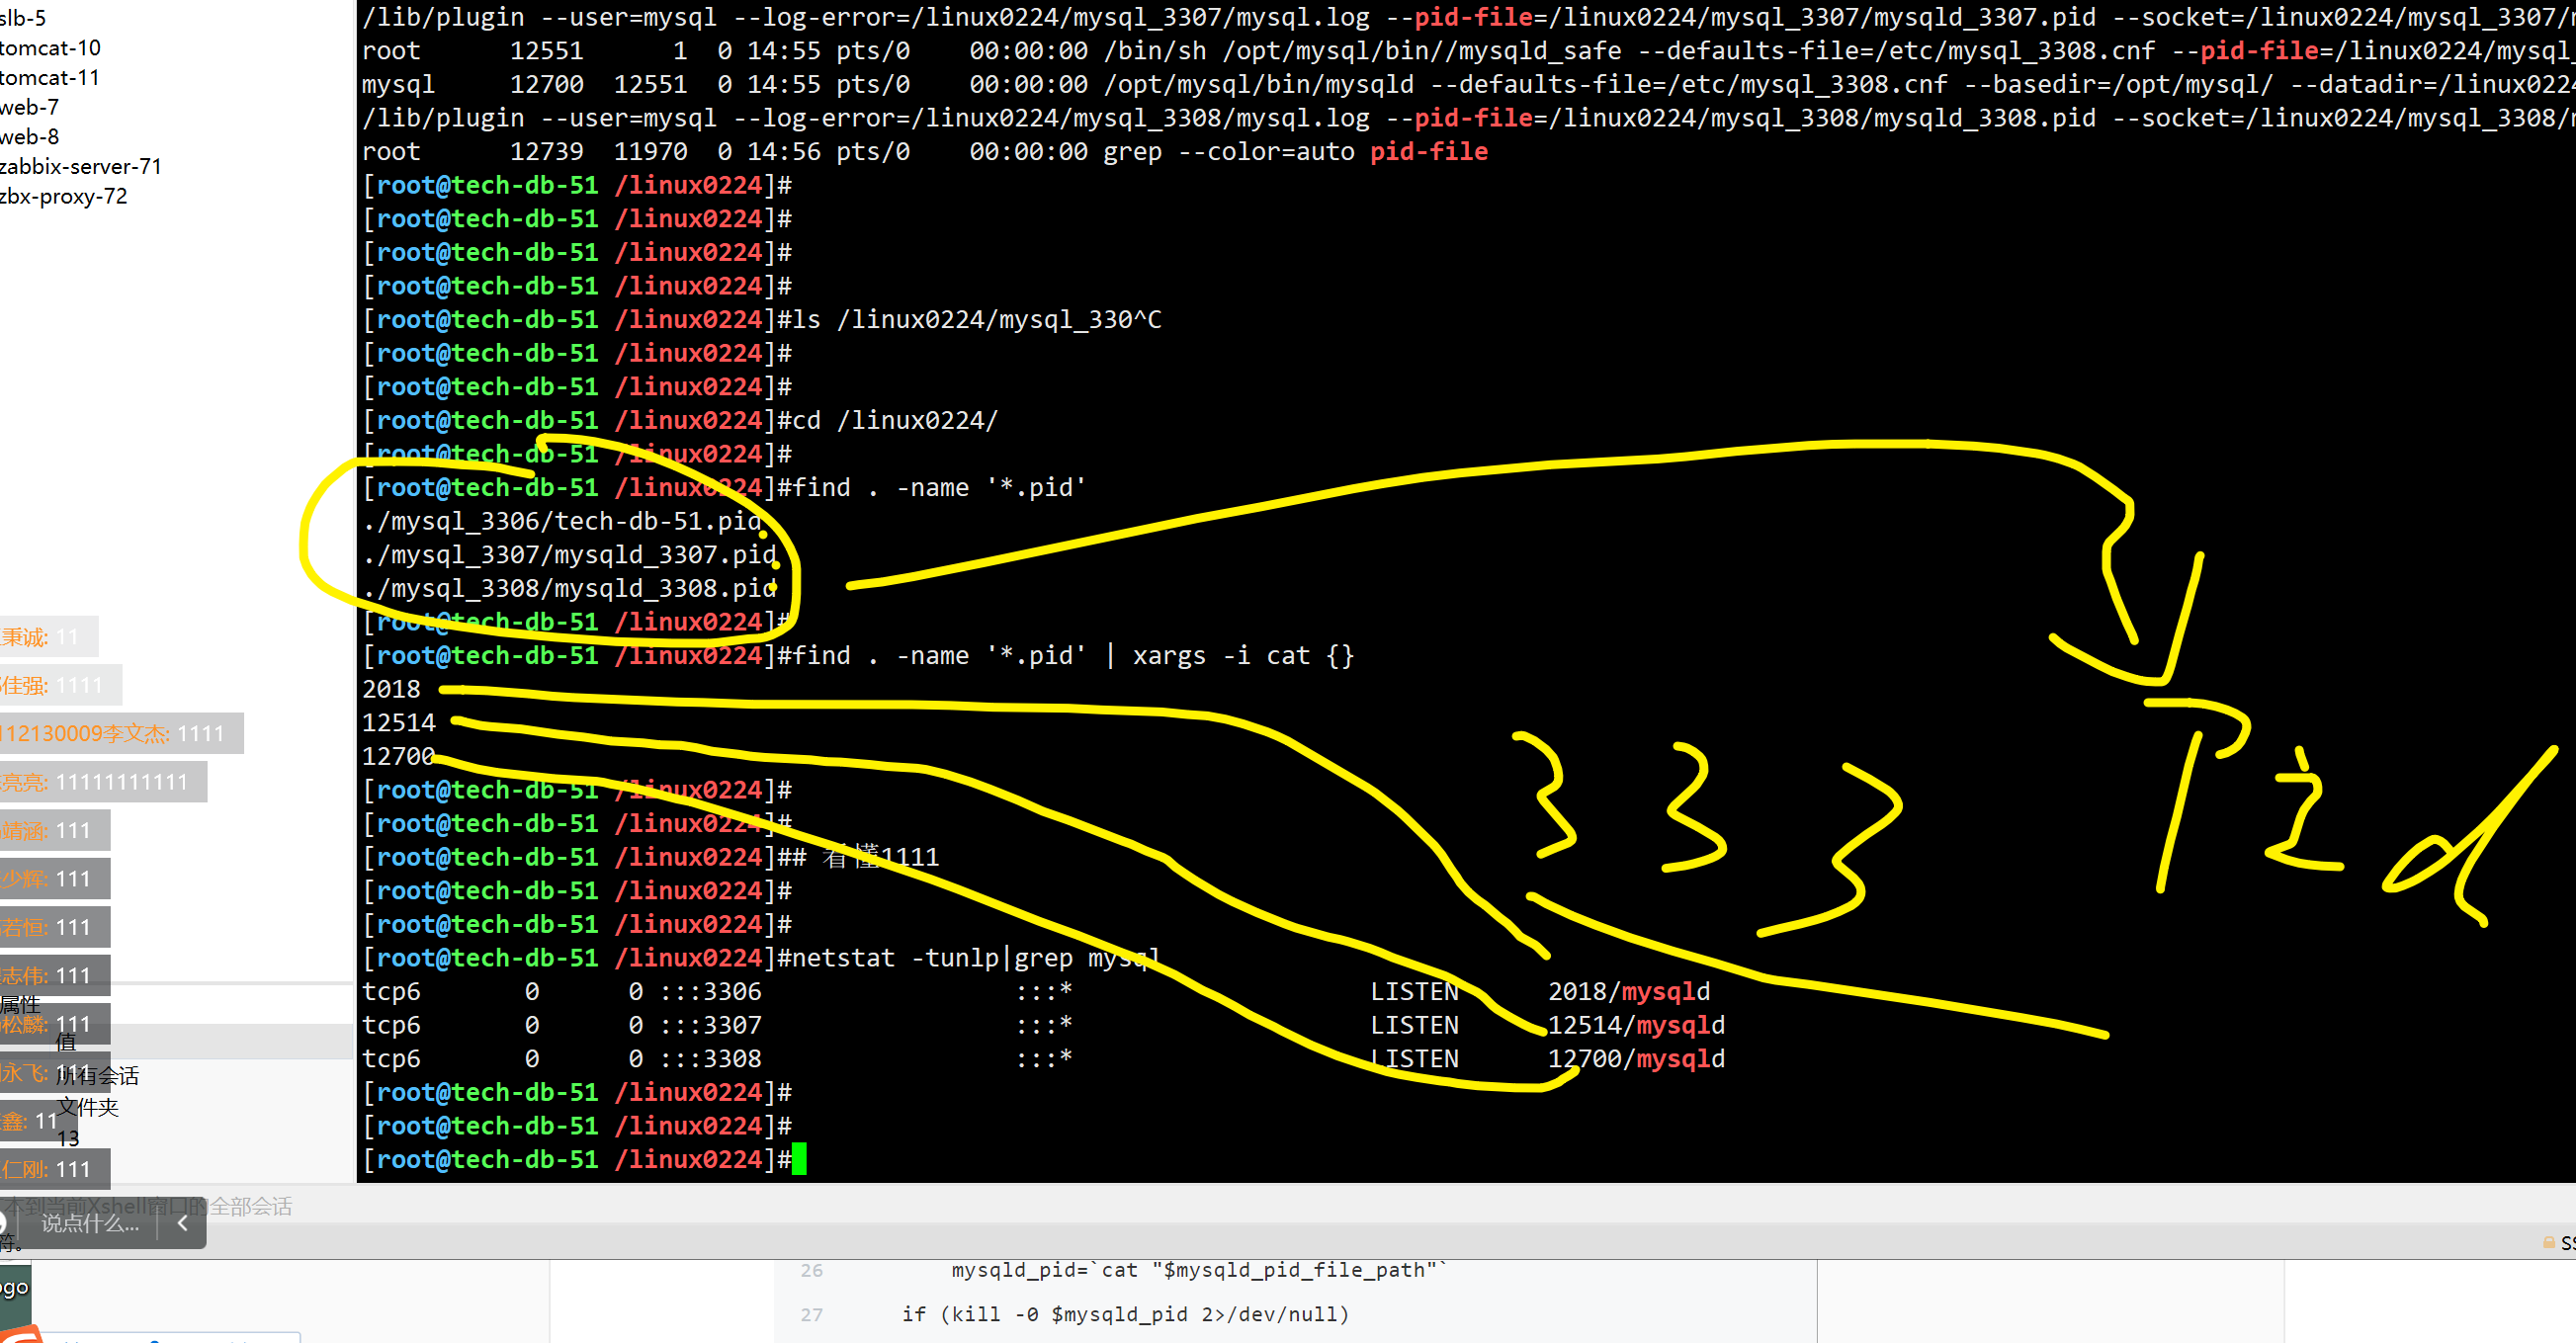 slb-5
tomcat-10
tomcat-11
web-7
web-8
zabbix-server-71
zbx-proxy-72
/lib/plugin --user=mysql --log-error=/linux0224/mysql_3307/mysql.log --pid-file=/linux0224/mysql_3307/mysqld_3307.pid --socket=/linux0224/mysql_3307/
root      12551      1  0 14:55 pts/0    00:00:00 /bin/sh /opt/mysql/bin//mysqld_safe --defaults-file=/etc/mysql_3308.cnf --pid-file=/linux0224/mysql_
mysql     12700  12551  0 14:55 pts/0    00:00:00 /opt/mysql/bin/mysqld --defaults-file=/etc/mysql_3308.cnf --basedir=/opt/mysql/ --datadir=/linux022
/lib/plugin --user=mysql --log-error=/linux0224/mysql_3308/mysql.log --pid-file=/linux0224/mysql_3308/mysqld_3308.pid --socket=/linux0224/mysql_3308/
root      12739  11970  0 14:56 pts/0    00:00:00 grep --color=auto pid-file
[root@tech-db-51 /linux0224]#
[root@tech-db-51 /linux0224]#
[root@tech-db-51 /linux0224]#
[root@tech-db-51 /linux0224]#
[root@tech-db-51 /linux0224]#ls /linux0224/mysql_330^C
[root@tech-db-51 /linux0224]#
[root@tech-db-51 /linux0224]#
[root@tech-db-51 /linux0224]#cd /linux0224/
[root@tech-db-51 /linux0224]#
[root@tech-db-51 /linux0224]#find . -name '*.pid'
./mysql_3306/tech-db-51.pid
./mysql_3307/mysqld_3307.pid
./mysql_3308/mysqld_3308.pid
[root@tech-db-51 /linux0224]#
[root@tech-db-51 /linux0224]#find . -name '*.pid' | xargs -i cat {}
2018
12514
12700
[root@tech-db-51 /linux0224]#
[root@tech-db-51 /linux0224]#
[root@tech-db-51 /linux0224]## 看懂1111
[root@tech-db-51 /linux0224]#
[root@tech-db-51 /linux0224]#
[root@tech-db-51 /linux0224]#netstat -tunlp|grep mysql
tcp6       0      0 :::3306                 :::*                    LISTEN      2018/mysqld
tcp6       0      0 :::3307                 :::*                    LISTEN      12514/mysqld
tcp6       0      0 :::3308                 :::*                    LISTEN      12700/mysqld
[root@tech-db-51 /linux0224]#
[root@tech-db-51 /linux0224]#
[root@tech-db-51 /linux0224]#
3 3 3
Pid
秉诚: 11
佳强: 1111
112130009李文杰: 1111
亮亮: 11111111111
靖涵: 111
少辉: 111
若恒: 111
志伟: 111
属性
松麟: 111
值
永飞: 111
所有会话
文件夹
鑫: 11
13
仁刚: 111
本到当前Xshell窗口的全部会话
说点什么...
符。
26 mysqld_pid=`cat "$mysqld_pid_file_path"`
27 if (kill -0 $mysqld_pid 2>/dev/null)